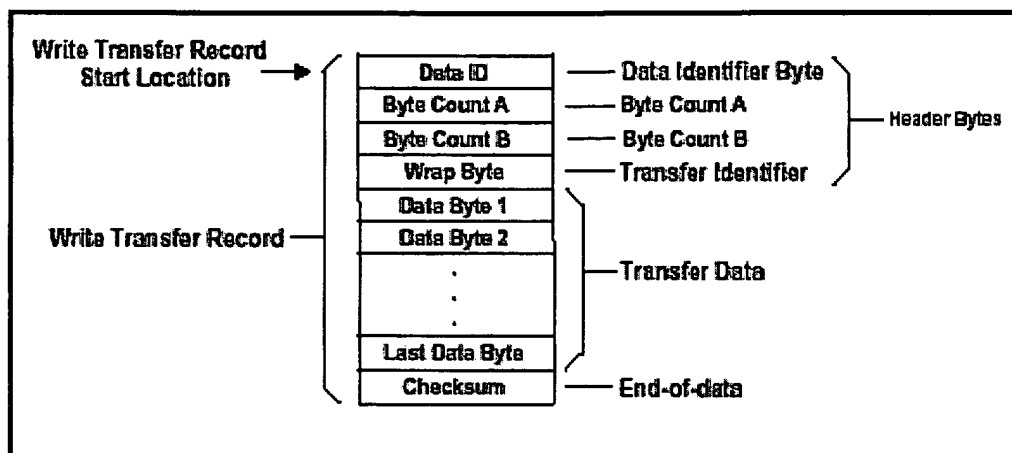 Write Transfer Record
Start Location
Data ID
Data Identifier Byte
Byte Count A
Byte Count A
Header Bytes
Byte Count B
Byte Count B
Wrap Byte
Transfer Identifier
Data Byte 1
Write Transfer Record
Data Byte 2
Transfer Data
.
.
.
Last Data Byte
Checksum
End-of-data